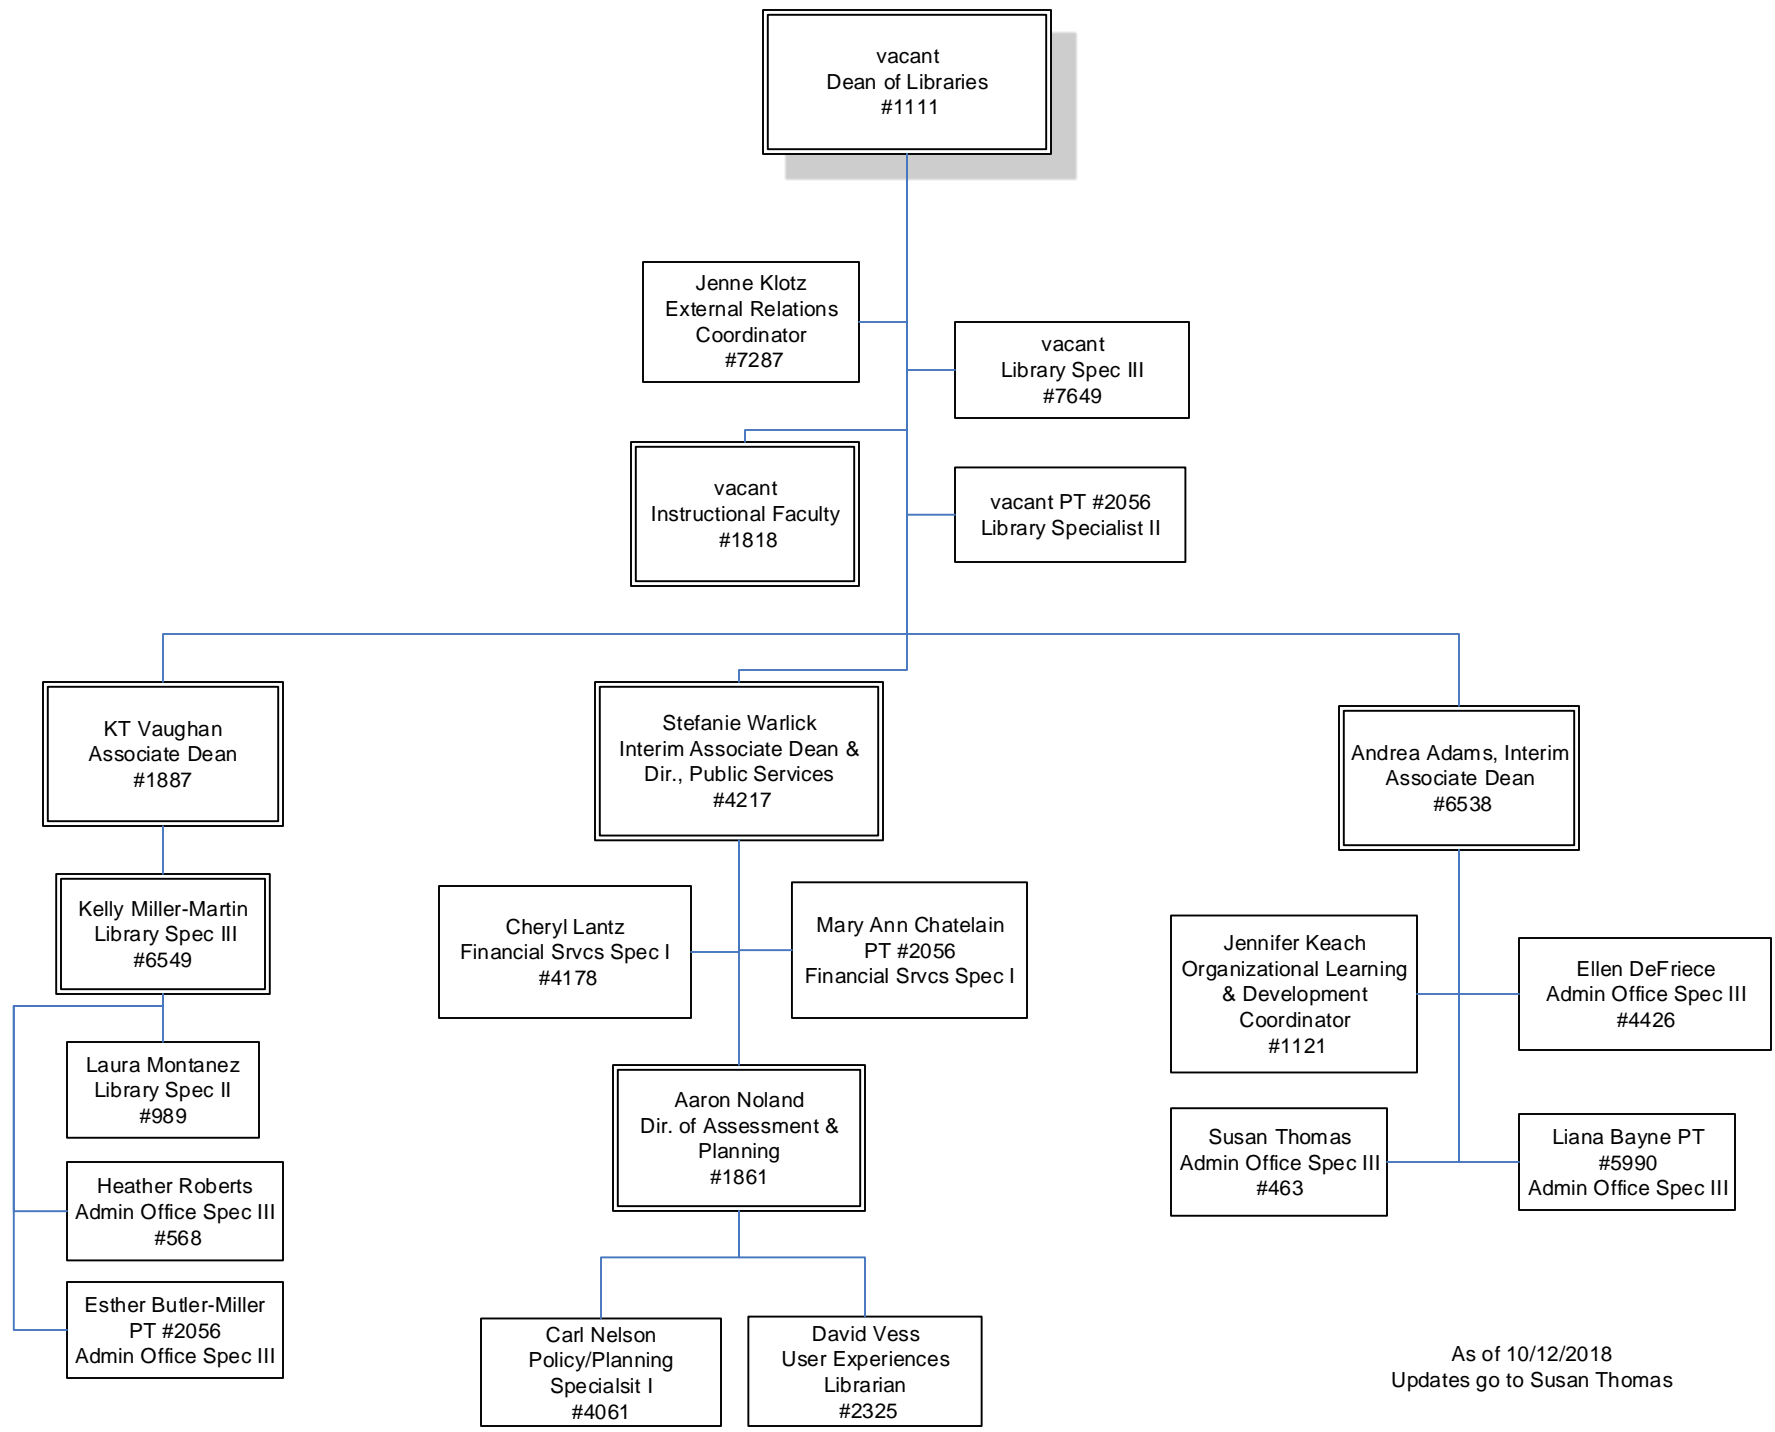 vacant
Dean of Libraries
#1111
Jenne Klotz
External Relations
Coordinator
#7287
vacant
Library Spec III
#7649
vacant
Instructional Faculty
#1818
vacant PT #2056
Library Specialist II
KT Vaughan
Associate Dean
#1887
Stefanie Warlick
Interim Associate Dean &
Dir., Public Services
#4217
Andrea Adams, Interim
Associate Dean
#6538
Kelly Miller-Martin
Library Spec III
#6549
Cheryl Lantz
Financial Srvcs Spec I
#4178
Mary Ann Chatelain
PT #2056
Financial Srvcs Spec I
Jennifer Keach
Organizational Learning
& Development
Coordinator
#1121
Ellen DeFriece
Admin Office Spec III
#4426
Laura Montanez
Library Spec II
#989
Aaron Noland
Dir. of Assessment &
Planning
#1861
Susan Thomas
Admin Office Spec III
#463
Liana Bayne PT
#5990
Admin Office Spec III
Heather Roberts
Admin Office Spec III
#568
Esther Butler-Miller
PT #2056
Admin Office Spec III
Carl Nelson
Policy/Planning
Specialsit I
#4061
David Vess
User Experiences
Librarian
#2325
As of 10/12/2018
Updates go to Susan Thomas